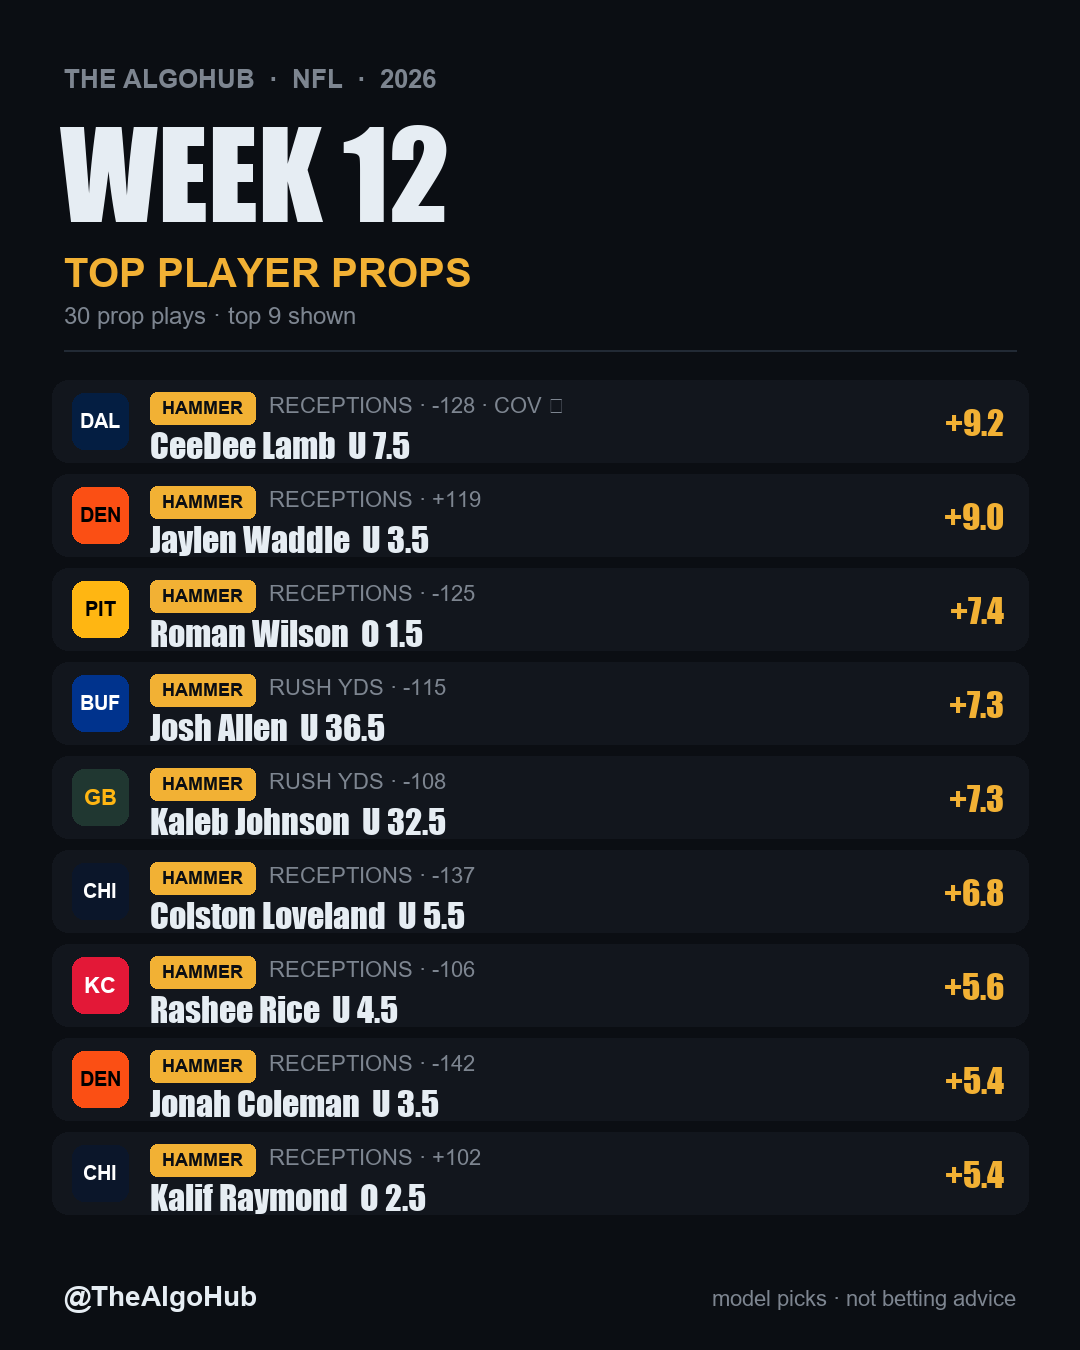 THE ALGOHUB · NFL · 2026
WEEK 12
TOP PLAYER PROPS
30 prop plays · top 9 shown
DAL
HAMMER RECEPTIONS · -128 · COV □
CeeDee Lamb U 7.5
+9.2
DEN
HAMMER RECEPTIONS · +119
Jaylen Waddle U 3.5
+9.0
PIT
HAMMER RECEPTIONS · -125
Roman Wilson O 1.5
+7.4
BUF
HAMMER RUSH YDS · -115
Josh Allen U 36.5
+7.3
GB
HAMMER RUSH YDS · -108
Kaleb Johnson U 32.5
+7.3
CHI
HAMMER RECEPTIONS · -137
Colston Loveland U 5.5
+6.8
KC
HAMMER RECEPTIONS · -106
Rashee Rice U 4.5
+5.6
DEN
HAMMER RECEPTIONS · -142
Jonah Coleman U 3.5
+5.4
CHI
HAMMER RECEPTIONS · +102
Kalif Raymond O 2.5
+5.4
@TheAlgoHub
model picks · not betting advice